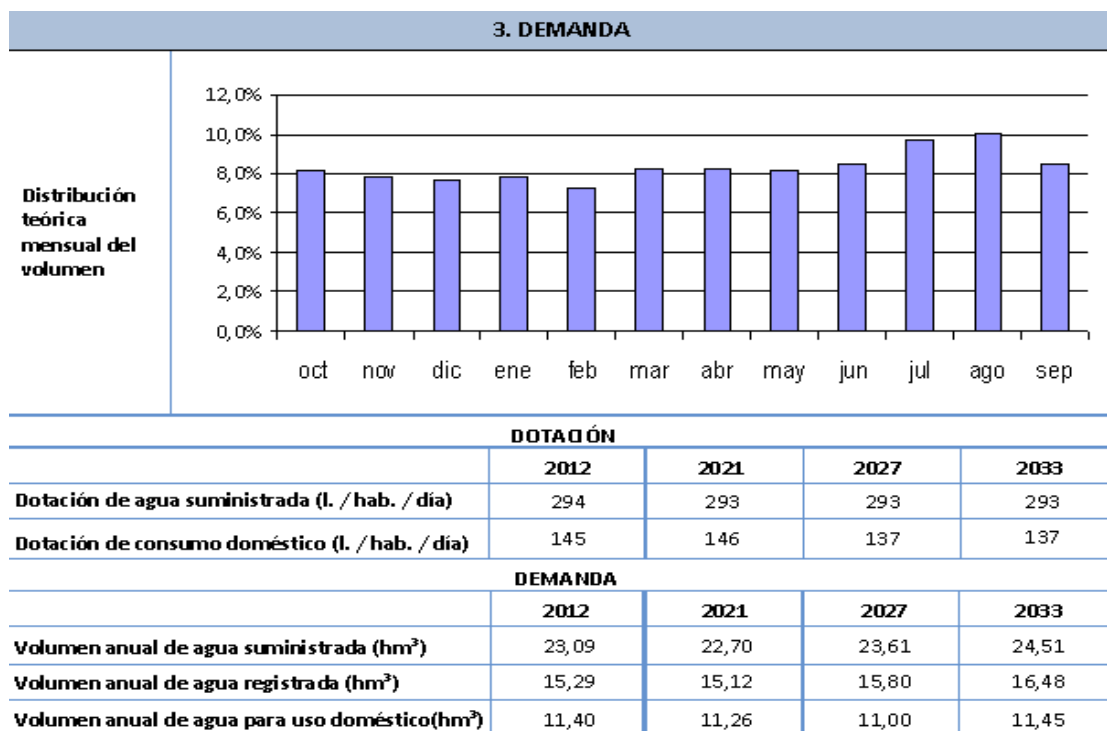 3. DEMANDA
Distribución
teórica
mensual del
volumen
12,0%
10,0%
8,0%
6,0%
4,0%
2,0%
0,0%
oct nov dic ene feb mar abr may jun jul ago sep
DOTACIÓN
2012 2021 2027 2033
Dotación de agua suministrada (l. / hab. / día) 294 293 293 293
Dotación de consumo doméstico (l. / hab. / día) 145 146 137 137
DEMANDA
2012 2021 2027 2033
Volumen anual de agua suministrada (hm³) 23,09 22,70 23,61 24,51
Volumen anual de agua registrada (hm³) 15,29 15,12 15,80 16,48
Volumen anual de agua para uso doméstico(hm³) 11,40 11,26 11,00 11,45